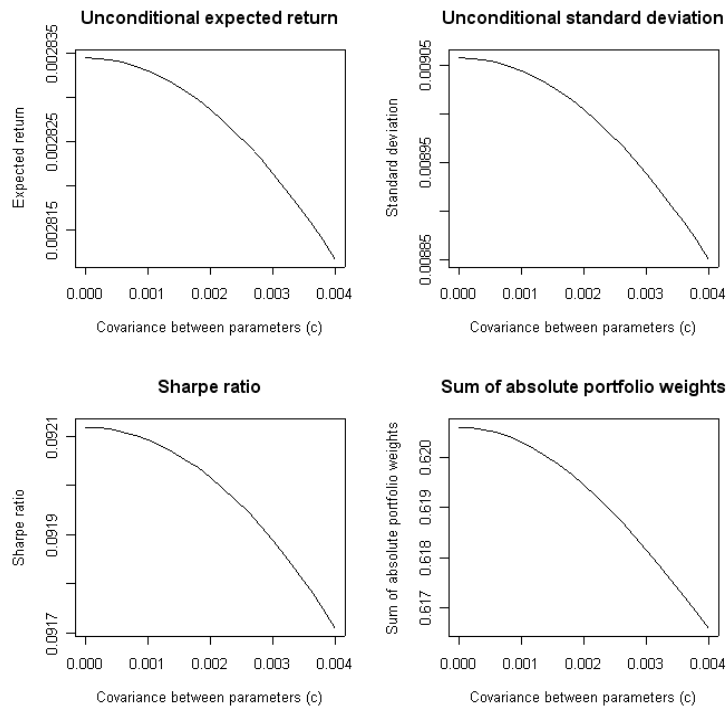 Unconditional expected return
Expected return
0.002835
0.002825
0.002815
0.000 0.001 0.002 0.003 0.004
Covariance between parameters (c)
Unconditional standard deviation
Standard deviation
0.00905
0.00895
0.00885
0.000 0.001 0.002 0.003 0.004
Covariance between parameters (c)
Sharpe ratio
Sharpe ratio
0.0921
0.0919
0.0917
0.000 0.001 0.002 0.003 0.004
Covariance between parameters (c)
Sum of absolute portfolio weights
Sum of absolute portfolio weights
0.620
0.619
0.618
0.617
0.000 0.001 0.002 0.003 0.004
Covariance between parameters (c)